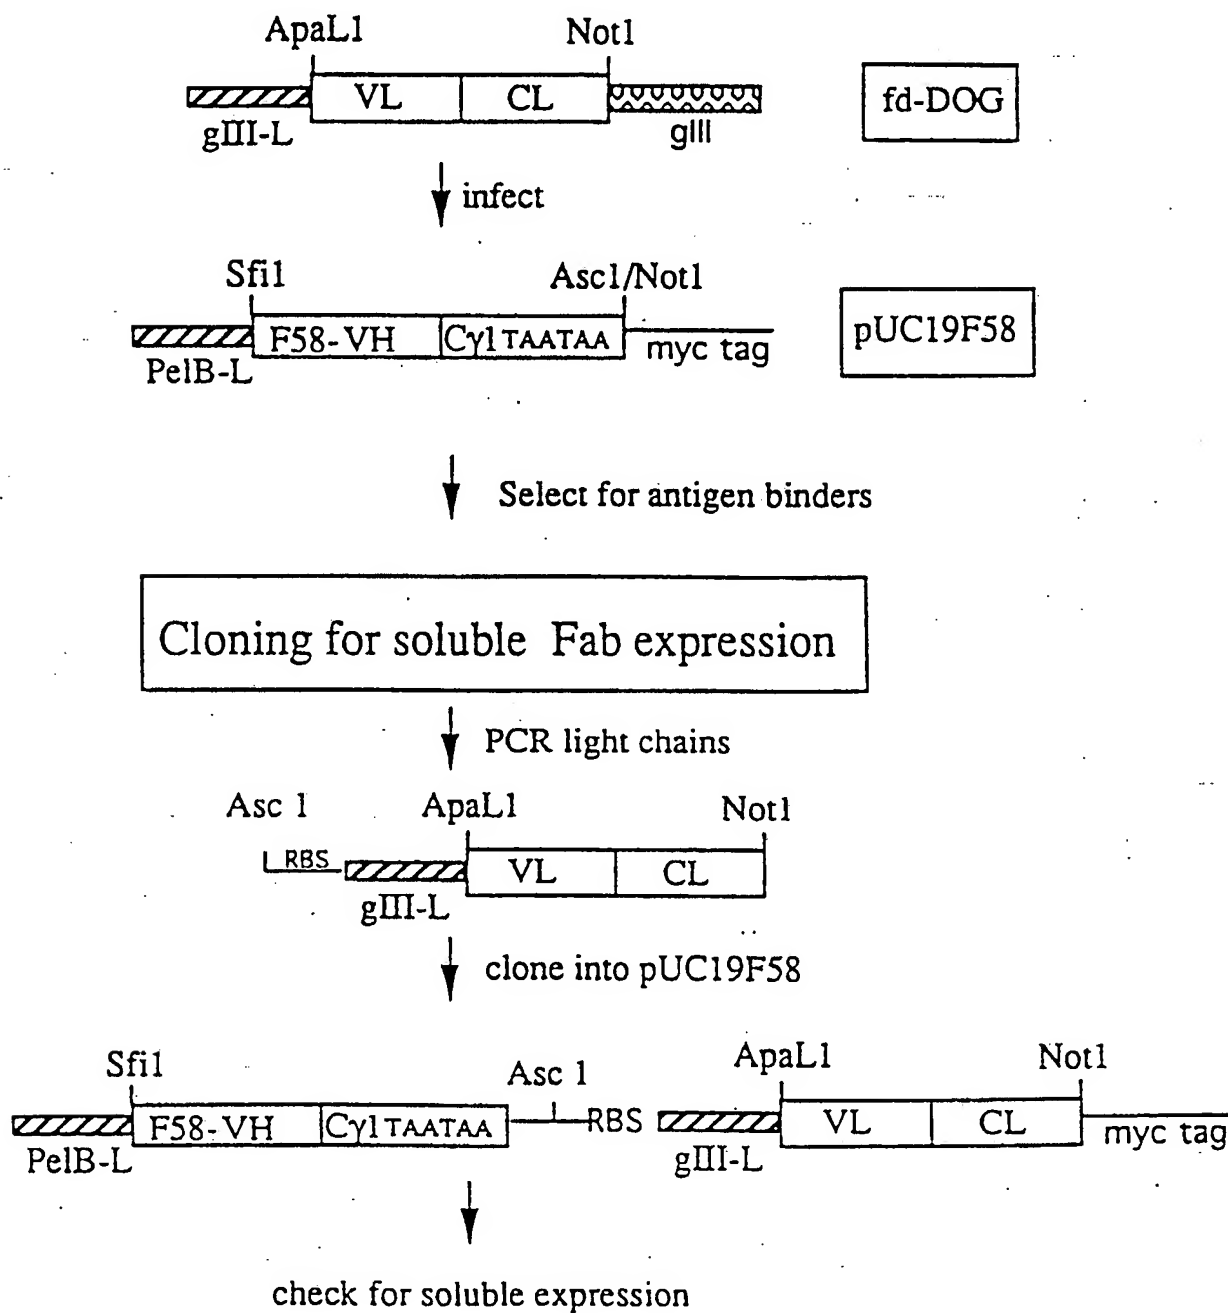 ApaL1 Not1
VL CL
fd-DOG
gIII-L gIII
infect
Sfi1 Asc1/Not1
F58-VH Cγ1 TAATAA
pUC19F58
PelB-L myc tag
Select for antigen binders
Cloning for soluble Fab expression
PCR light chains
Asc 1 ApaL1 Not1
RBS VL CL
gIII-L
clone into pUC19F58
Sfi1 Asc 1 ApaL1 Not1
F58-VH Cγ1 TAATAA RBS VL CL
PelB-L gIII-L myc tag
check for soluble expression